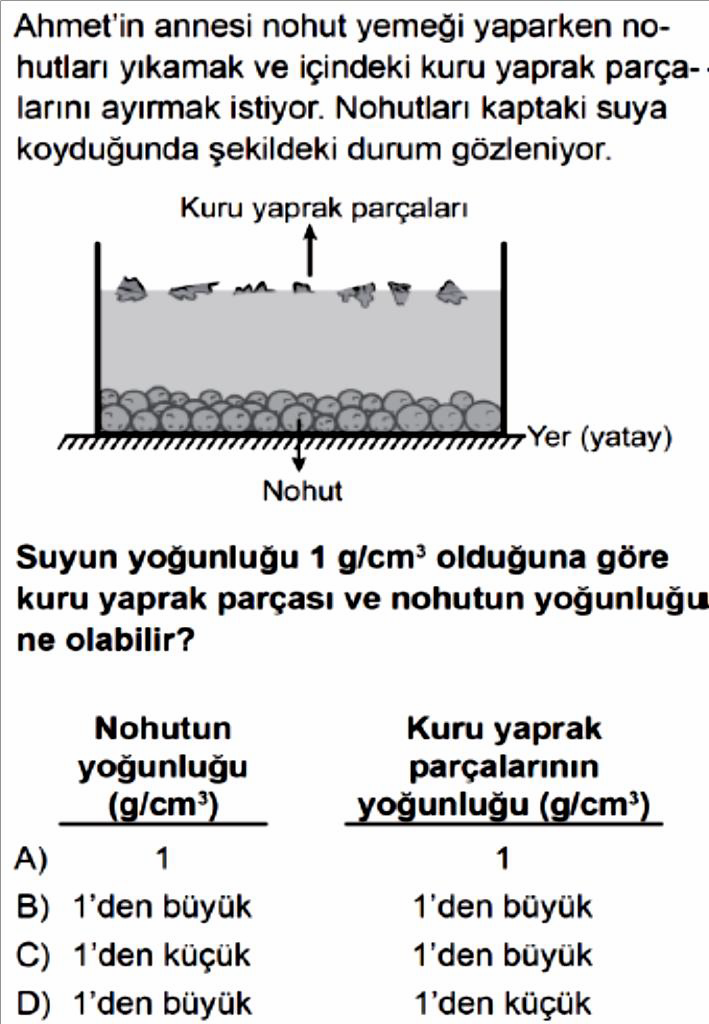 Ahmet'in annesi nohut yemeği yaparken no-
hutları yıkamak ve içindeki kuru yaprak parça-
larını ayırmak istiyor. Nohutları kaptaki suya
koyduğunda şekildeki durum gözleniyor.
Kuru yaprak parçaları
Yer (yatay)
Nohut
Suyun yoğunluğu 1 g/cm³ olduğuna göre
kuru yaprak parçası ve nohutun yoğunluğu
ne olabilir?
Nohutun
yoğunluğu
(g/cm³)
Kuru yaprak
parçalarının
yoğunluğu (g/cm³)
A) 1 1
B) 1'den büyük 1'den büyük
C) 1'den küçük 1'den büyük
D) 1'den büyük 1'den küçük